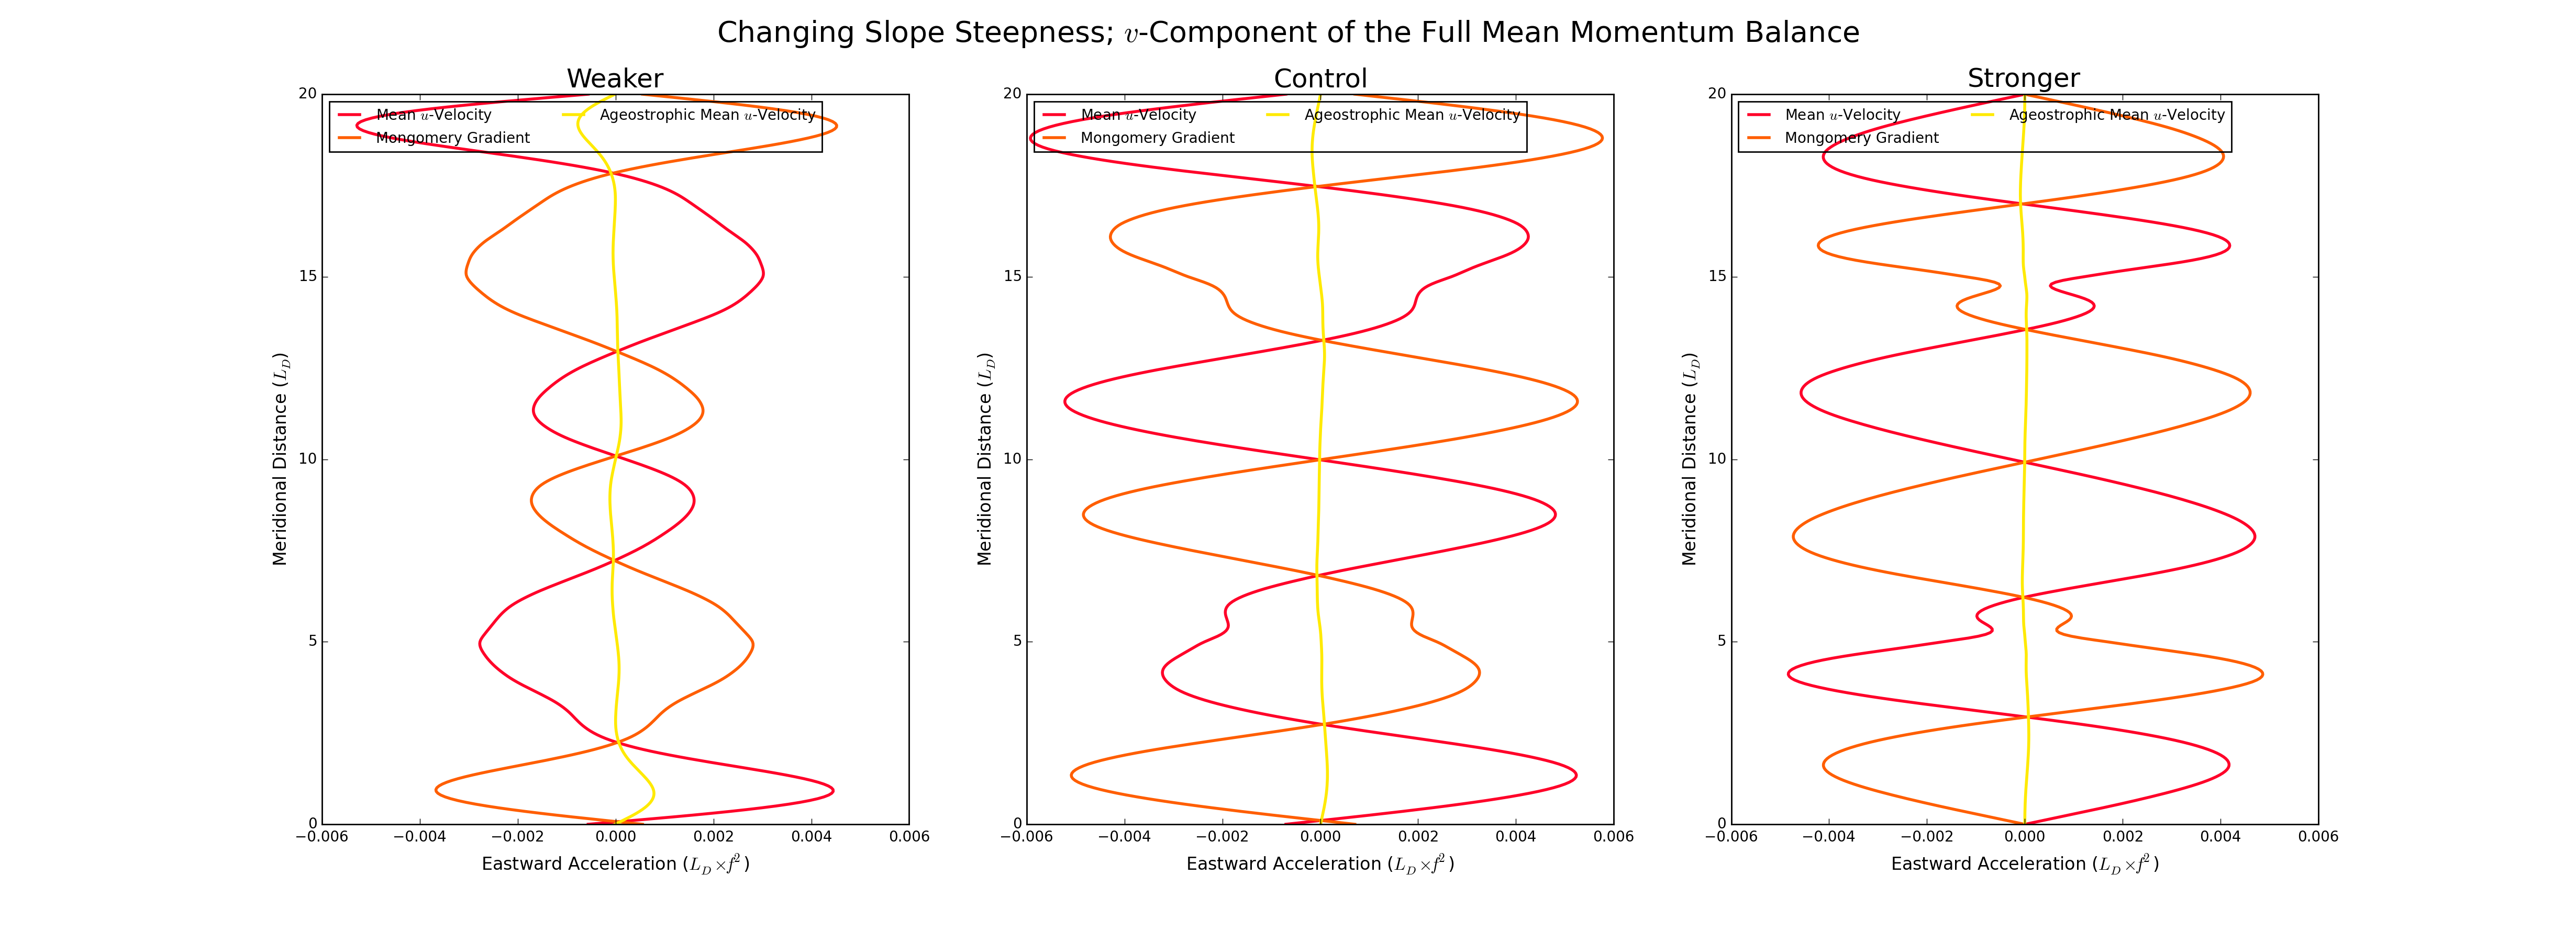 Changing Slope Steepness; v-Component of the Full Mean Momentum Balance
Weaker
Mean u-Velocity
Mongomery Gradient
Ageostrophic Mean u-Velocity
20
15
10
5
0
Meridional Distance (L_D)
−0.006 −0.004 −0.002 0.000 0.002 0.004 0.006
Eastward Acceleration (L_D×f²)
Control
Mean u-Velocity
Mongomery Gradient
Ageostrophic Mean u-Velocity
20
15
10
5
0
Meridional Distance (L_D)
−0.006 −0.004 −0.002 0.000 0.002 0.004 0.006
Eastward Acceleration (L_D×f²)
Stronger
Mean u-Velocity
Mongomery Gradient
Ageostrophic Mean u-Velocity
20
15
10
5
0
Meridional Distance (L_D)
−0.006 −0.004 −0.002 0.000 0.002 0.004 0.006
Eastward Acceleration (L_D×f²)